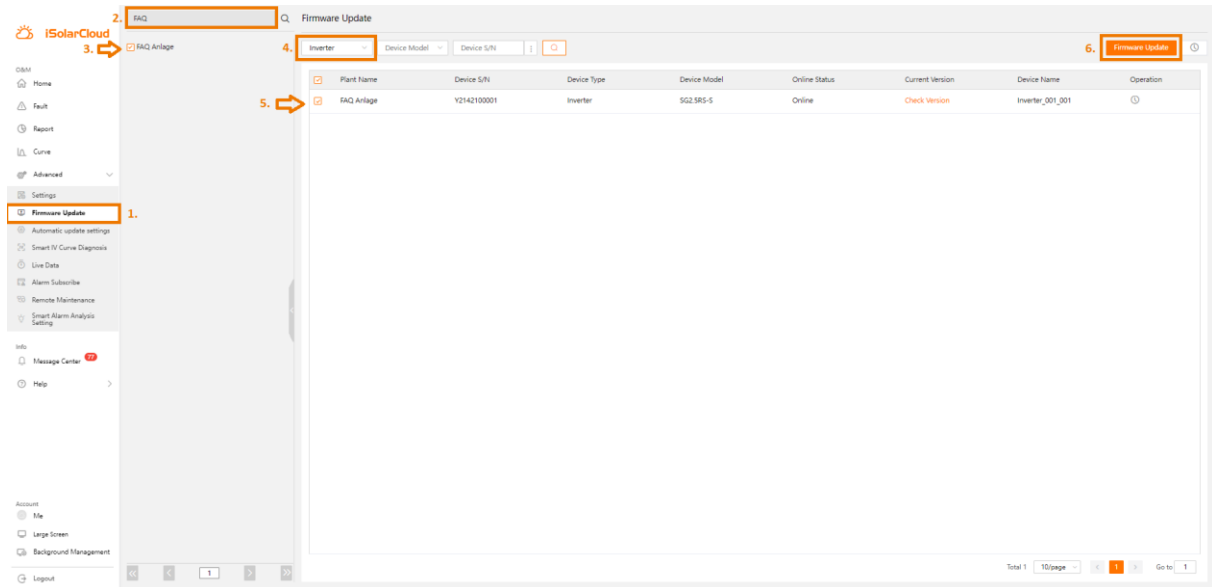 iSolarCloud
O&M
Home
Fault
Report
Curve
Advanced
Settings
Firmware Update
1.
Automatic update settings
Smart IV Curve Diagnosis
Live Data
Alarm Subscribe
Remote Maintenance
Smart Alarm Analysis
Setting
Info
Message Center 77
Help
Account
Me
Large Screen
Background Management
Logout
2. FAQ
3. FAQ Anlage
1
Firmware Update
4. Inverter Device Model Device S/N
6. Firmware Update
Plant Name Device S/N Device Type Device Model Online Status Current Version Device Name Operation
5. FAQ Anlage Y2142100001 Inverter SG2.5RS-S Online Check Version Inverter_001_001
Total 1 10/page < 1 > Go to 1